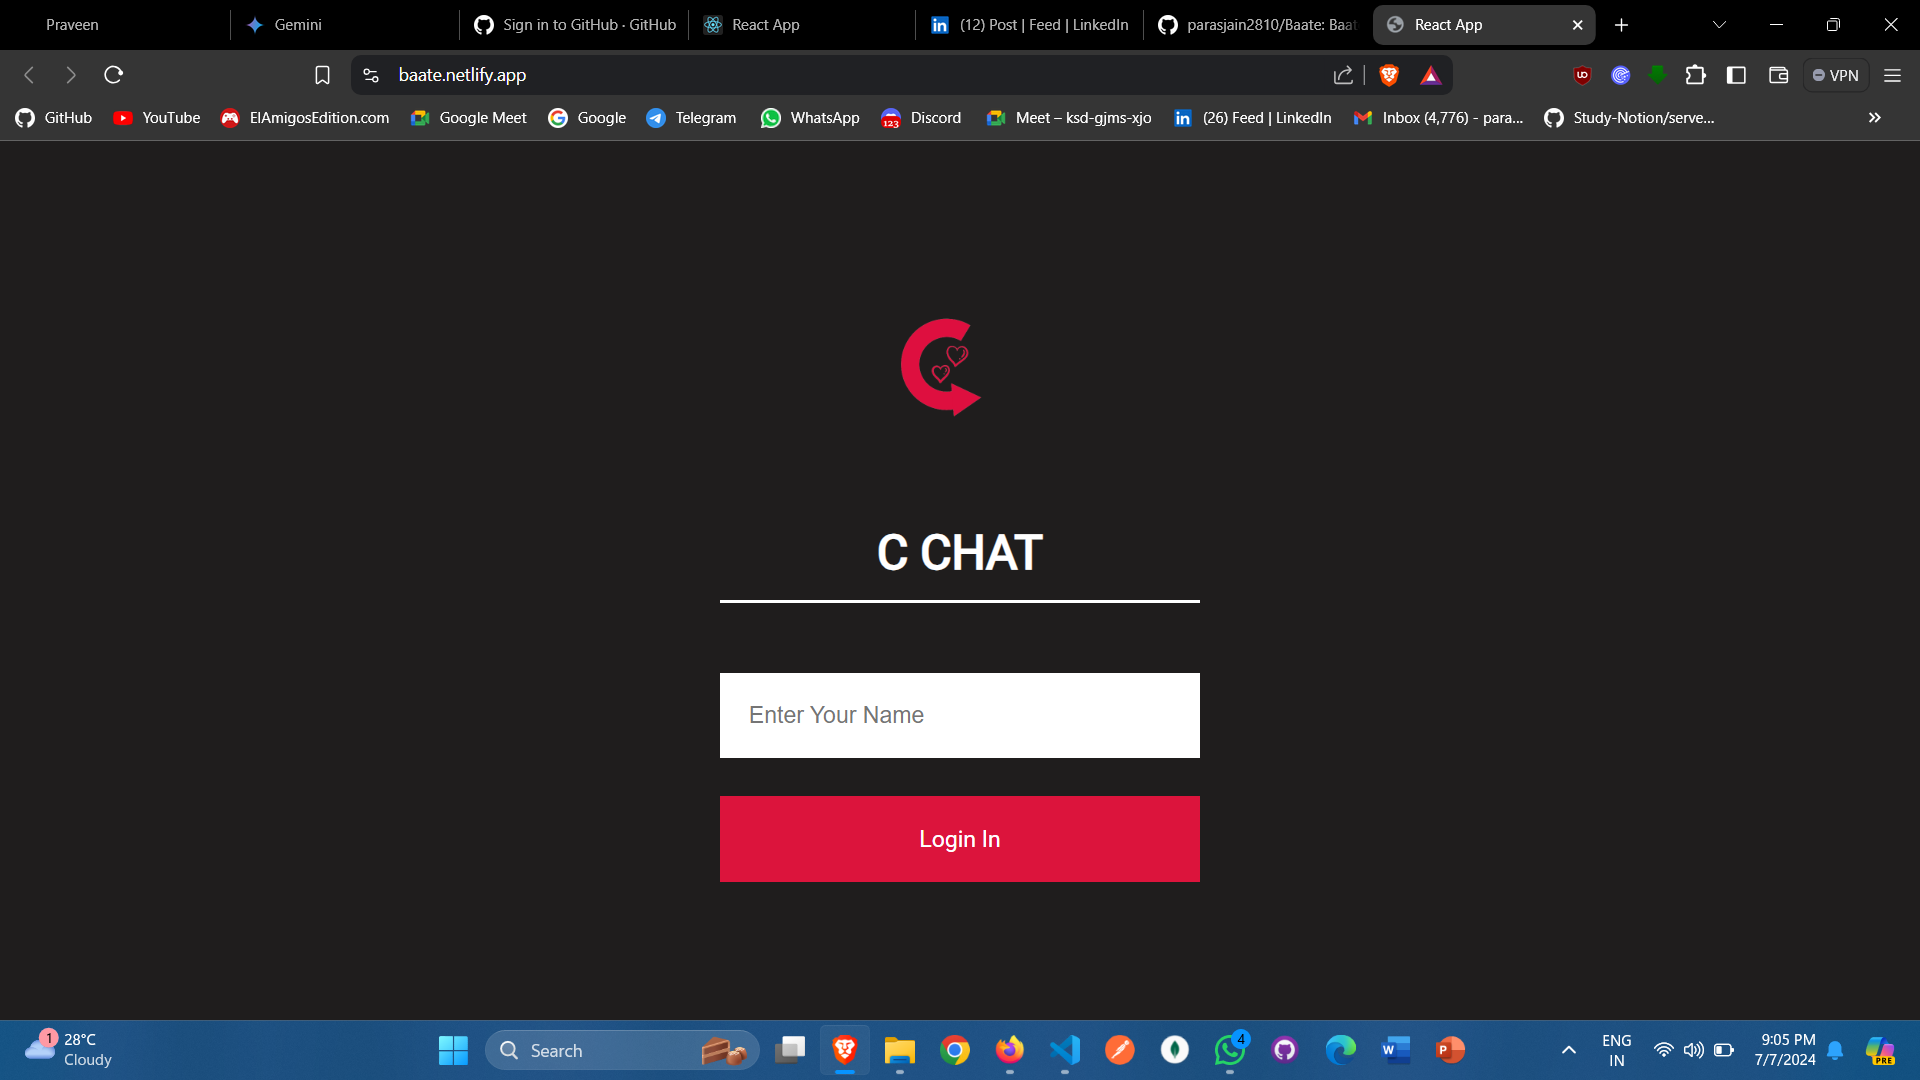 Praveen
Gemini
Sign in to GitHub · GitHub
React App
(12) Post | Feed | LinkedIn
parasjain2810/Baate: Baat
React App
baate.netlify.app
VPN
GitHub
YouTube
ElAmigosEdition.com
Google Meet
Google
Telegram
WhatsApp
123
Discord
Meet – ksd-gjms-xjo
(26) Feed | LinkedIn
Inbox (4,776) - para...
Study-Notion/serve...
C CHAT
Enter Your Name
Login In
1
28°C
Cloudy
Search
4
ENG
IN
9:05 PM
7/7/2024
PRE